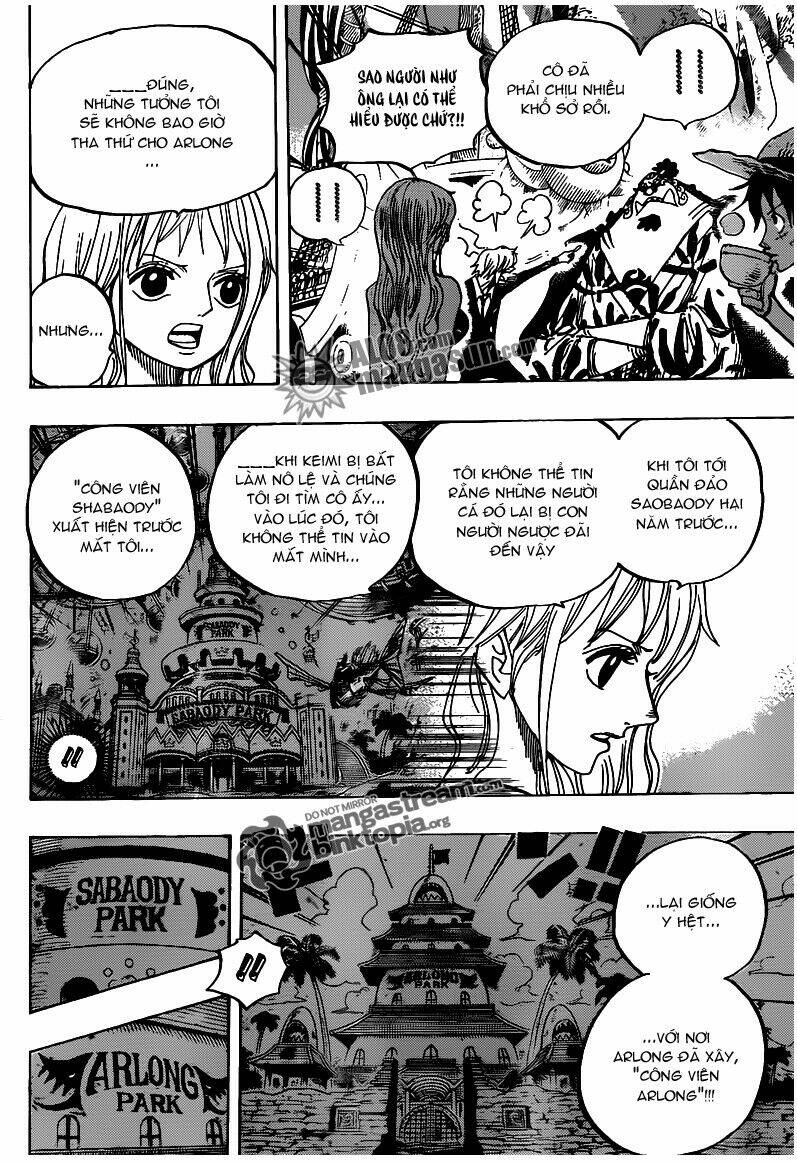 !!
CÔ ĐÃ
PHẢI CHỊU NHIỀU
KHỔ SỞ RỒI.
SAO NGƯỜI NHƯ
ÔNG LẠI CÓ THỂ
HIỂU ĐƯỢC CHỨ?!!
!!
___ĐÚNG,
NHỮNG TƯỞNG TÔI
SẼ KHÔNG BAO GIỜ
THA THỨ CHO ARLONG
...
NHƯNG...
mangasun.com
KHI TÔI TỚI
QUẦN ĐẢO
SAOBAODY HAI
NĂM TRƯỚC...
TÔI KHÔNG THỂ TIN
RẰNG NHỮNG NGƯỜI
CÁ ĐÓ LẠI BỊ CON
NGƯỜI NGƯỢC ĐÃI
ĐẾN VẬY
___KHI KEIMI BỊ BẤT
LÀM NÔ LỆ VÀ CHÚNG
TÔI ĐI TÌM CÔ ẤY...
VÀO LÚC ĐÓ, TÔI
KHÔNG THỂ TIN VÀO
MẮT MÌNH...
"CÔNG VIÊN
SHABAODY"
XUẤT HIỆN TRƯỚC
MẮT TÔI...
SABAODY
PARK
SABAODY PARK
!!
DO NOT MIRROR
mangastream.com
binktopia.org
...LẠI GIỐNG
Y HỆT...
...VỚI NƠI
ARLONG ĐÃ XÂY,
"CÔNG VIÊN
ARLONG"!!!
ARLONG
PARK
!!
SABAODY
PARK
ARLONG
PARK